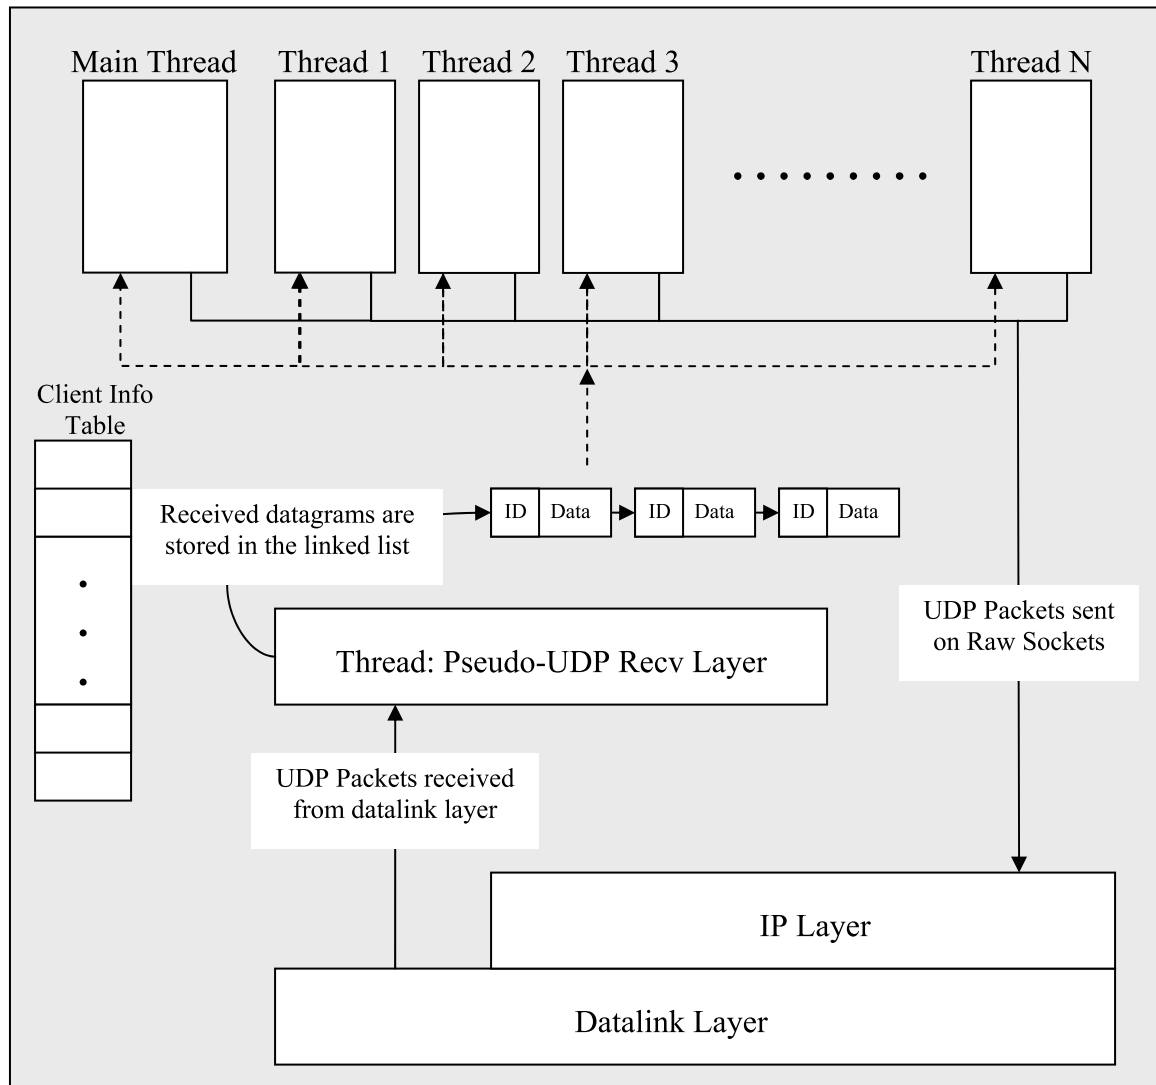 Main Thread
Thread 1
Thread 2
Thread 3
Thread N
Client Info
Table
Received datagrams are
stored in the linked list
ID
Data
ID
Data
ID
Data
UDP Packets sent
on Raw Sockets
Thread: Pseudo-UDP Recv Layer
UDP Packets received
from datalink layer
IP Layer
Datalink Layer